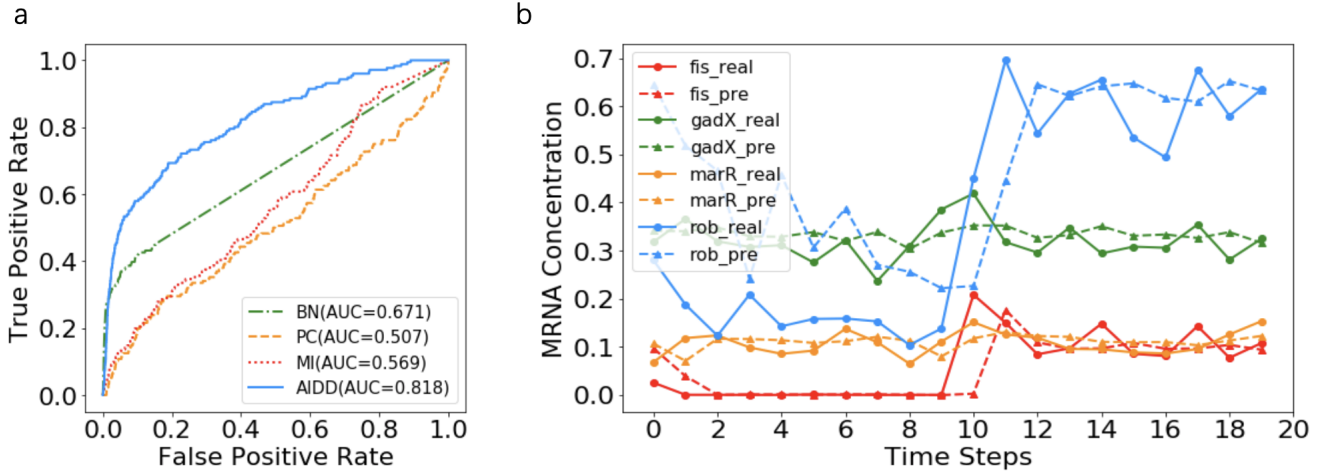 a
b
1.0
0.8
0.6
0.4
0.2
0.0
True Positive Rate
BN(AUC=0.671)
PC(AUC=0.507)
MI(AUC=0.569)
AIDD(AUC=0.818)
0.0 0.2 0.4 0.6 0.8 1.0
False Positive Rate
0.7
0.6
0.5
0.4
0.3
0.2
0.1
0.0
MRNA Concentration
fis_real
fis_pre
gadX_real
gadX_pre
marR_real
marR_pre
rob_real
rob_pre
0 2 4 6 8 10 12 14 16 18 20
Time Steps